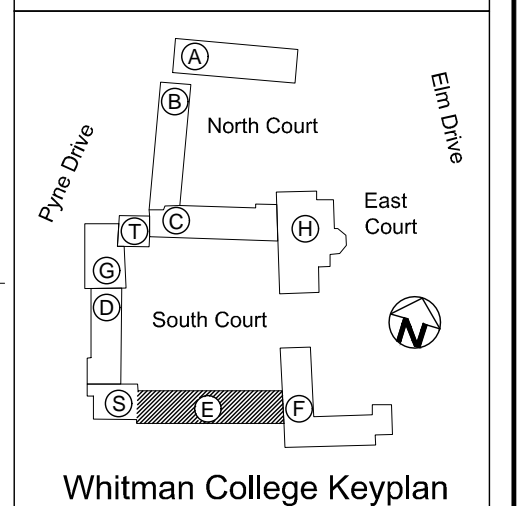 A
B
North Court
Elm Drive
Pyne Drive
C
T
H
East
Court
G
D
South Court
N
S
E
F
Whitman College Keyplan